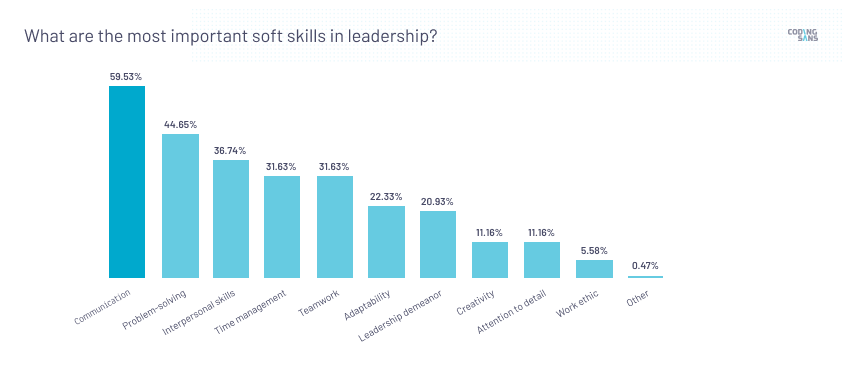 What are the most important soft skills in leadership?
CODING
SANS
59.53%
44.65%
36.74%
31.63%
31.63%
22.33%
20.93%
11.16%
11.16%
5.58%
0.47%
Communication
Problem-solving
Interpersonal skills
Time management
Teamwork
Adaptability
Leadership demeanor
Creativity
Attention to detail
Work ethic
Other